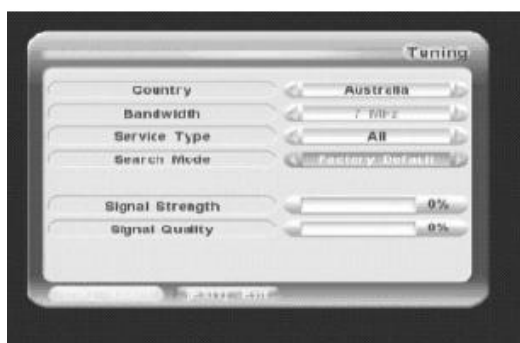 Tuning
Country Australia
Bandwidth 7 MHz
Service Type All
Search Mode Factory Default
Signal Strength 0%
Signal Quality 0%